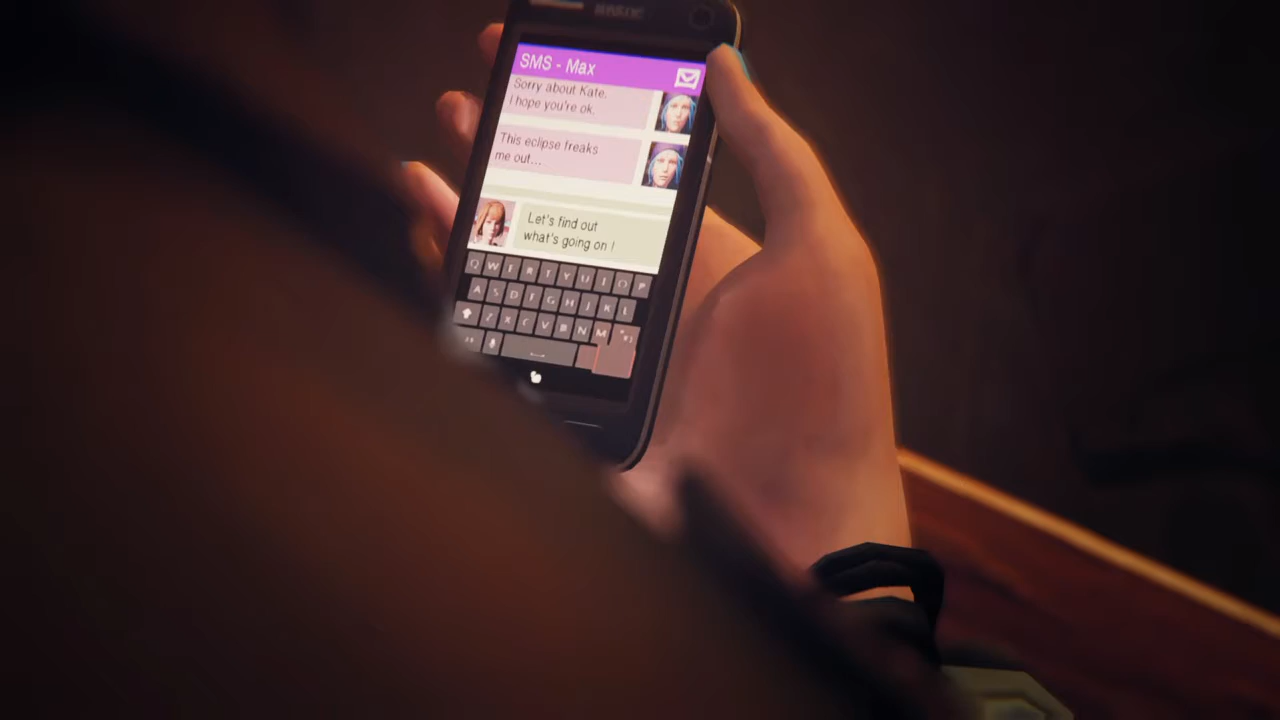 SMS - Max
Sorry about Kate.
I hope you're ok.
This eclipse freaks
me out...
Let's find out
what's going on !
Q W E R T Y U I O P
A S D F G H J K L
Z X C V B N M